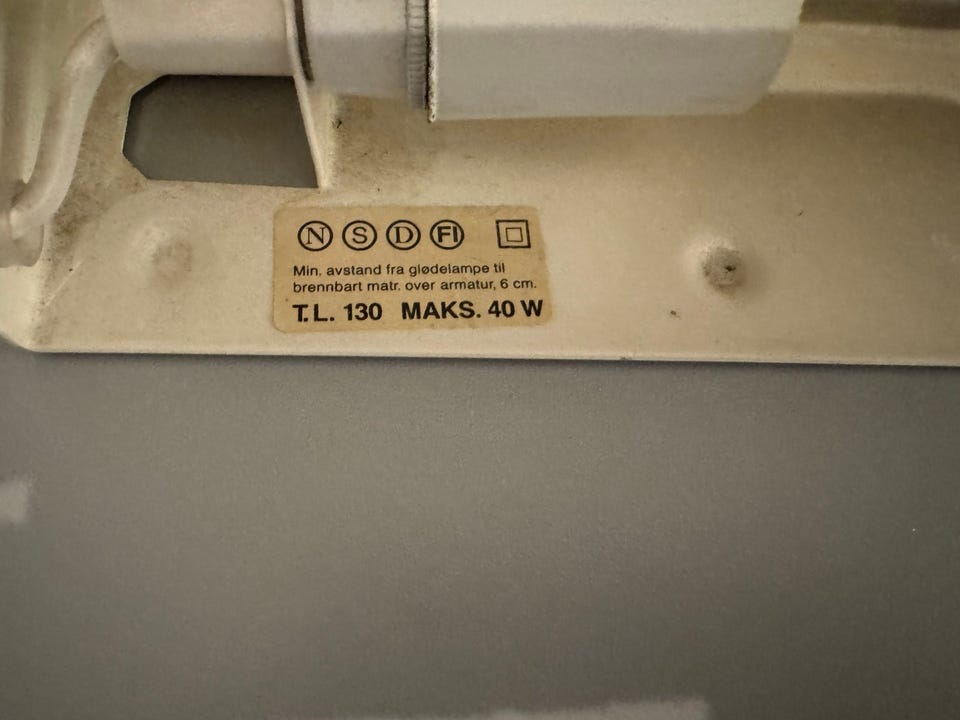 N S D FI
Min. avstand fra glødelampe til
brennbart matr. over armatur, 6 cm.
T.L. 130 MAKS. 40 W